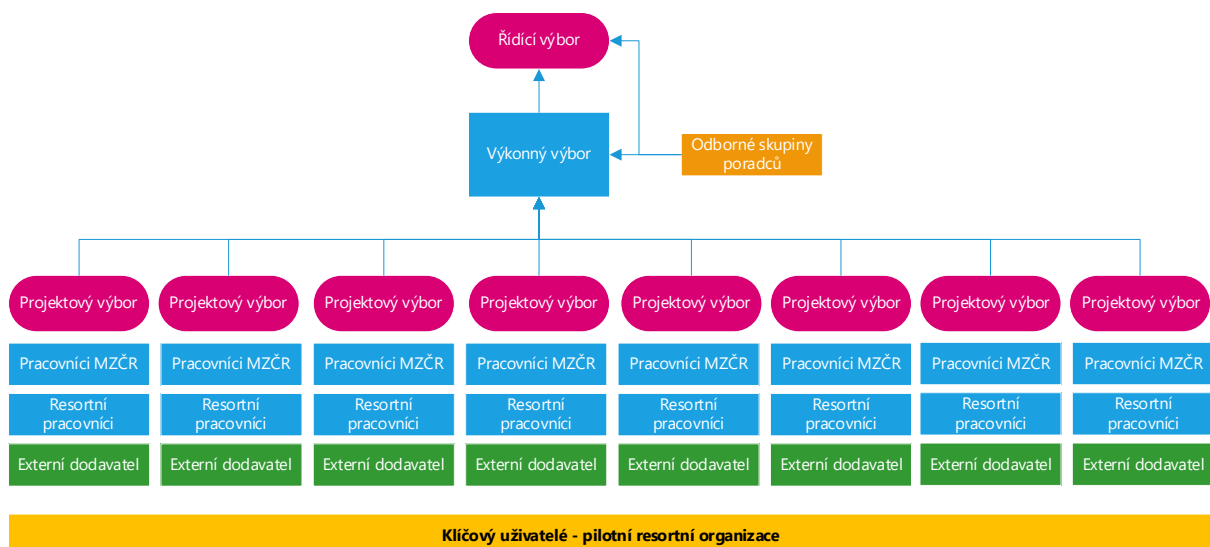 Řídící výbor
Výkonný výbor
Odborné skupiny
poradců
Projektový výbor
Projektový výbor
Projektový výbor
Projektový výbor
Projektový výbor
Projektový výbor
Projektový výbor
Projektový výbor
Pracovníci MZČR
Pracovníci MZČR
Pracovníci MZČR
Pracovníci MZČR
Pracovníci MZČR
Pracovníci MZČR
Pracovníci MZČR
Pracovníci MZČR
Resortní
pracovníci
Resortní
pracovníci
Resortní
pracovníci
Resortní
pracovníci
Resortní
pracovníci
Resortní
pracovníci
Resortní
pracovníci
Resortní
pracovníci
Externí dodavatel
Externí dodavatel
Externí dodavatel
Externí dodavatel
Externí dodavatel
Externí dodavatel
Externí dodavatel
Externí dodavatel
Klíčový uživatelé - pilotní resortní organizace